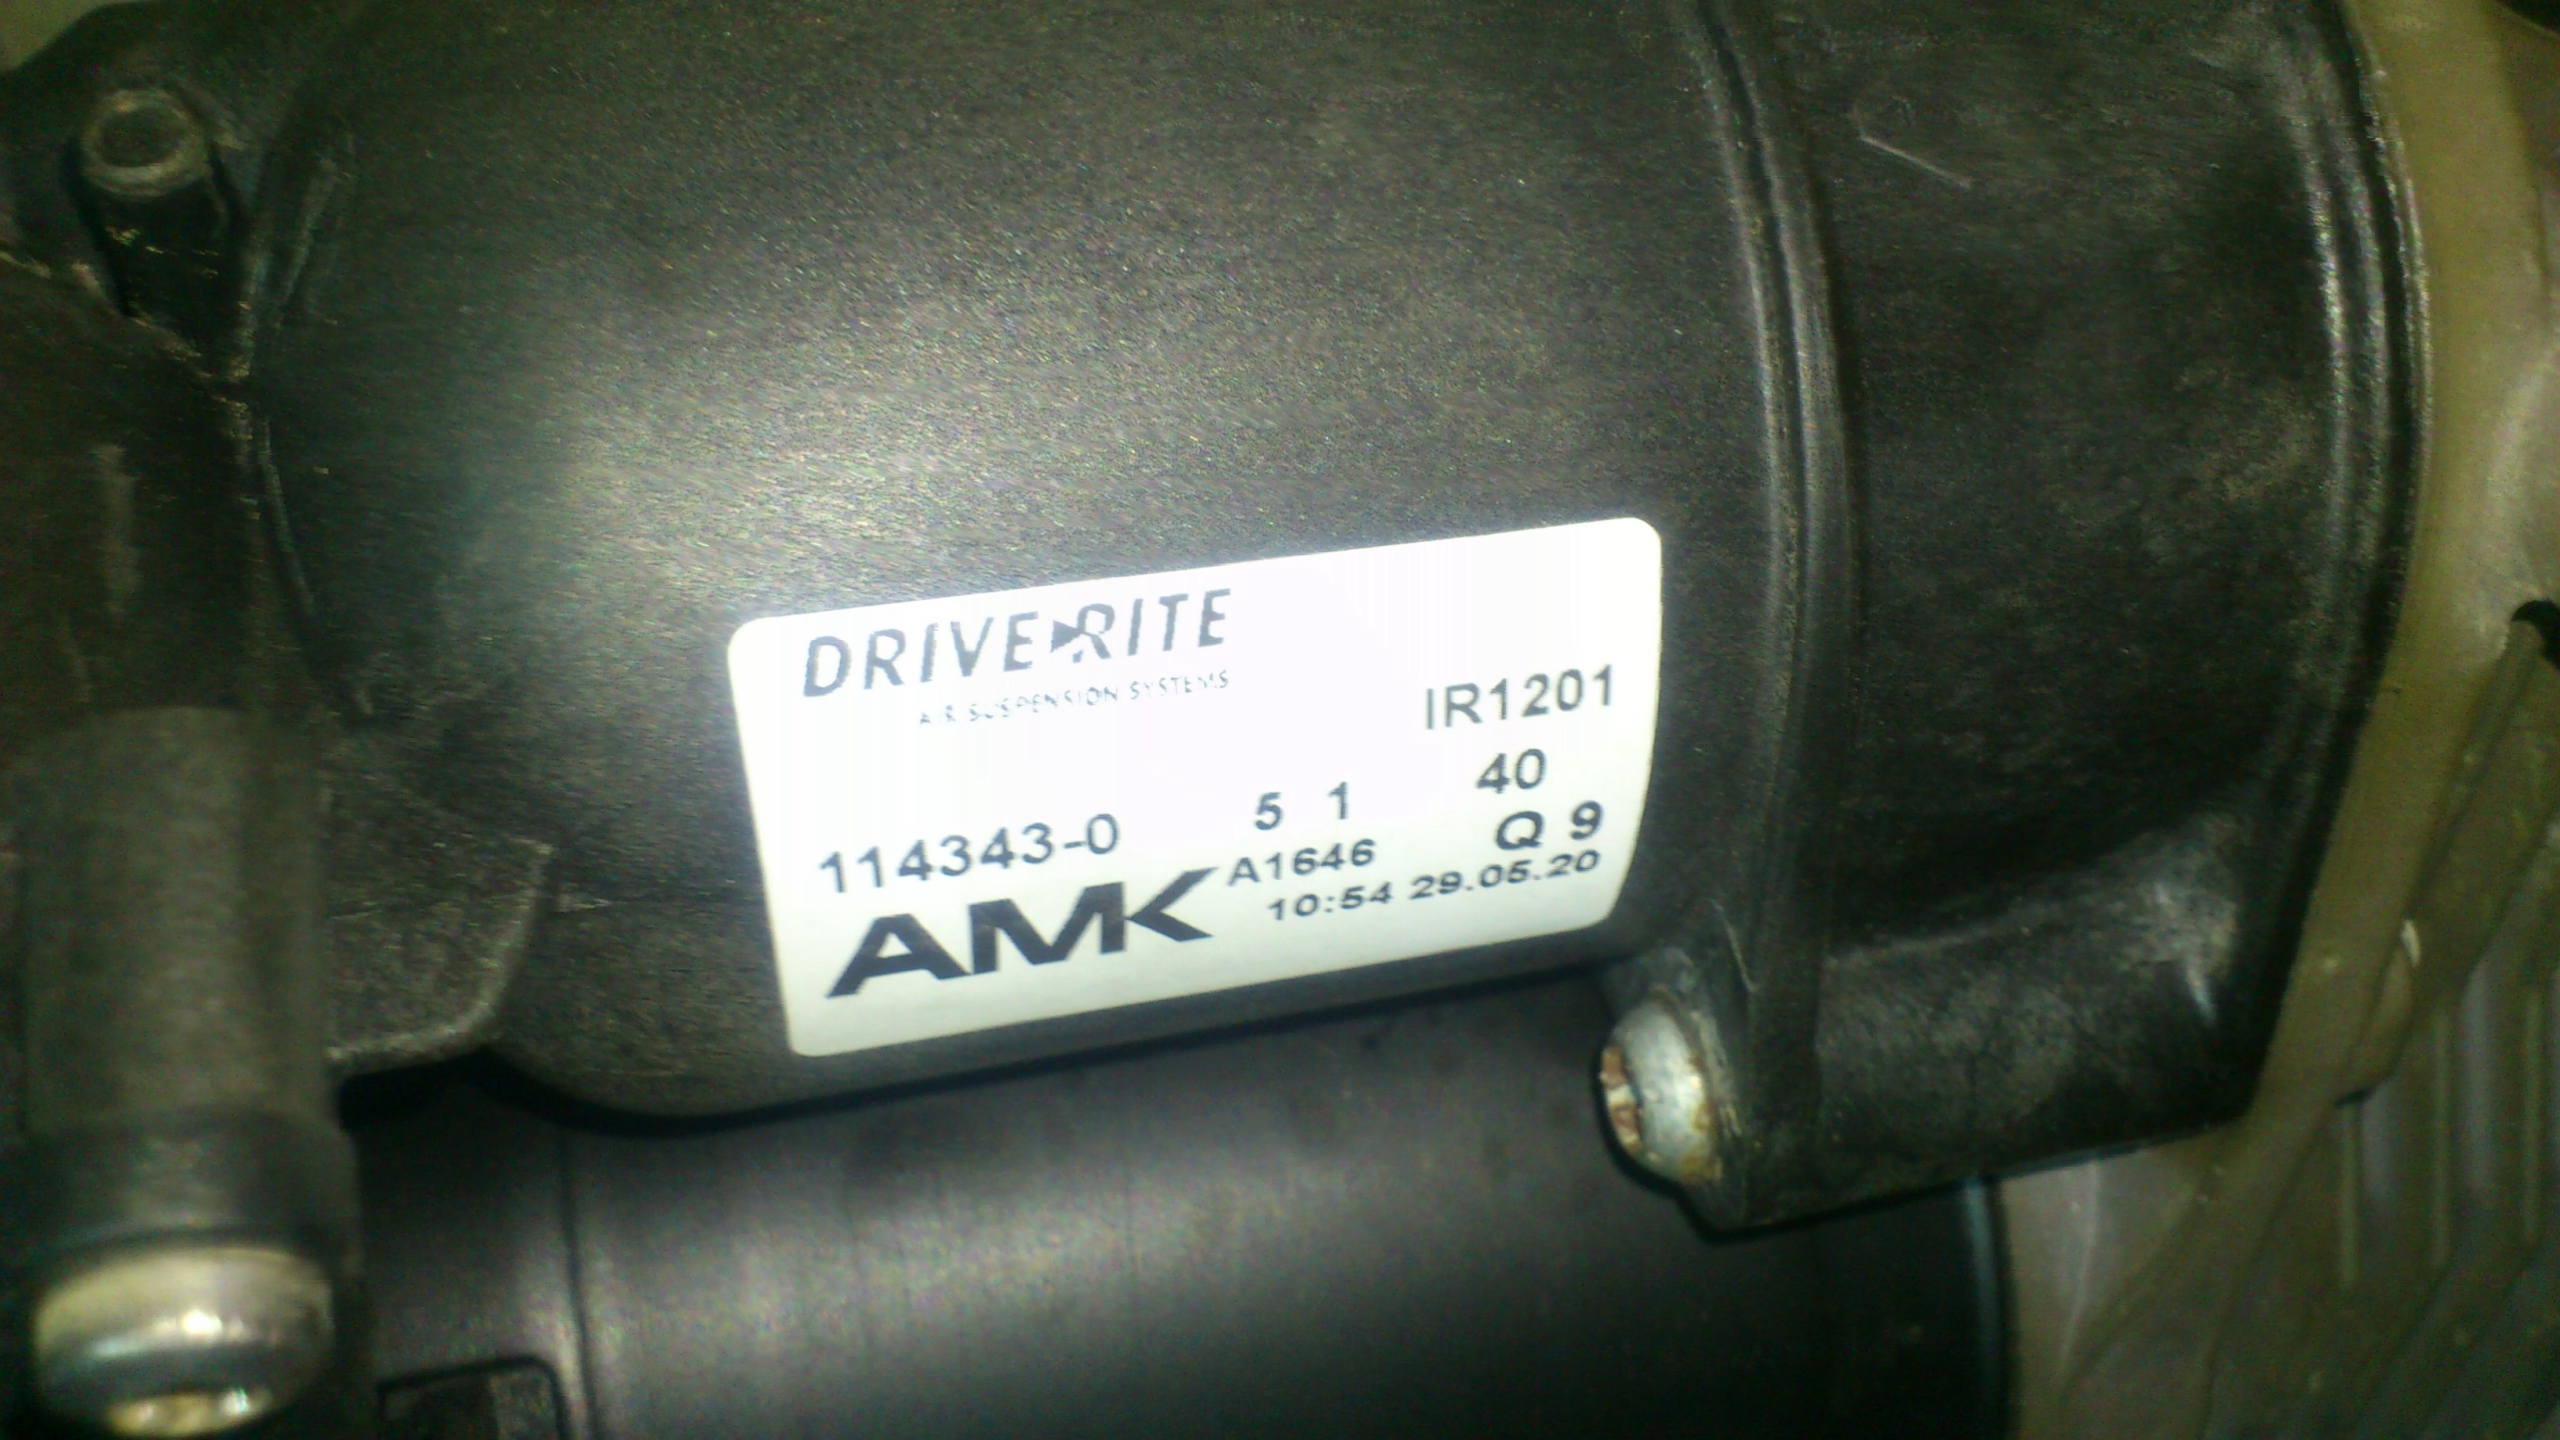 DRIVE RITE
AIR SUSPENSION SYSTEMS
IR1201
40
114343-0 5 1 Q 9
AMK A1646
10:54 29.05.20